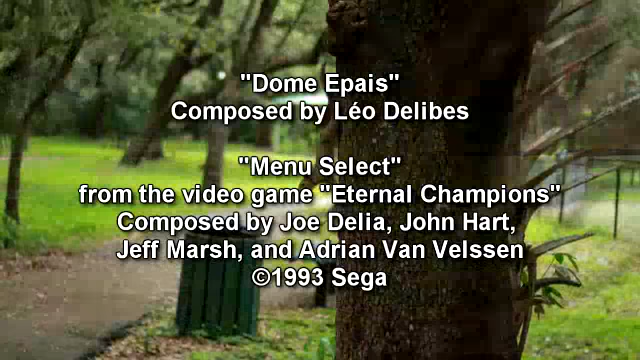 "Dome Epais"
Composed by Léo Delibes
"Menu Select"
from the video game "Eternal Champions"
Composed by Joe Delia, John Hart,
Jeff Marsh, and Adrian Van Velssen
©1993 Sega